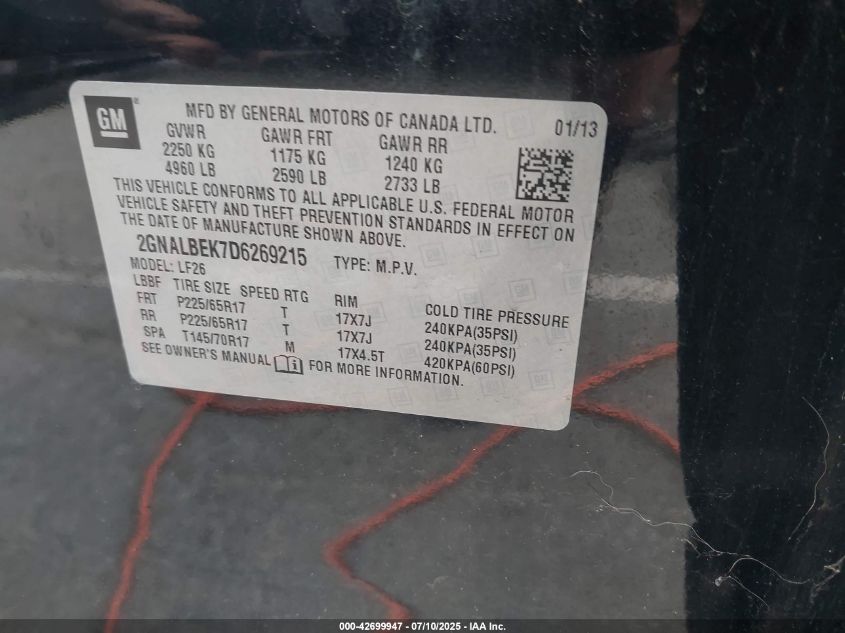 GM
MFD BY GENERAL MOTORS OF CANADA LTD. 01/13
GVWR GAWR FRT GAWR RR
2250 KG 1175 KG 1240 KG
4960 LB 2590 LB 2733 LB
THIS VEHICLE CONFORMS TO ALL APPLICABLE U.S. FEDERAL MOTOR
VEHICLE SAFETY AND THEFT PREVENTION STANDARDS IN EFFECT ON
THE DATE OF MANUFACTURE SHOWN ABOVE.
2GNALBEK7D6269215 TYPE: M.P.V.
MODEL: LF26
LBBF TIRE SIZE SPEED RTG RIM COLD TIRE PRESSURE
FRT P225/65R17 T 17X7J 240KPA(35PSI)
RR P225/65R17 T 17X7J 240KPA(35PSI)
SPA T145/70R17 M 17X4.5T 420KPA(60PSI)
SEE OWNER'S MANUAL FOR MORE INFORMATION.
000-42699947 - 07/10/2025 - IAA Inc.